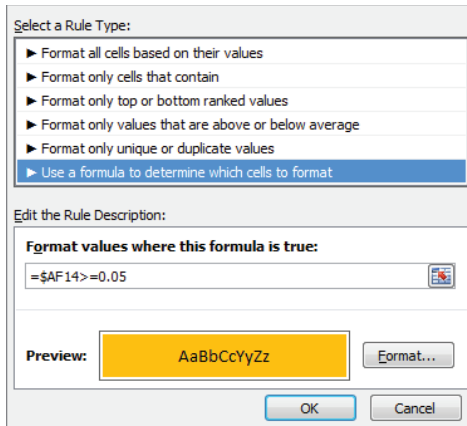 Select a Rule Type:
► Format all cells based on their values
► Format only cells that contain
► Format only top or bottom ranked values
► Format only values that are above or below average
► Format only unique or duplicate values
► Use a formula to determine which cells to format
Edit the Rule Description:
Format values where this formula is true:
=$AF14>=0.05
Preview:
AaBbCcYyZz
Format...
OK
Cancel